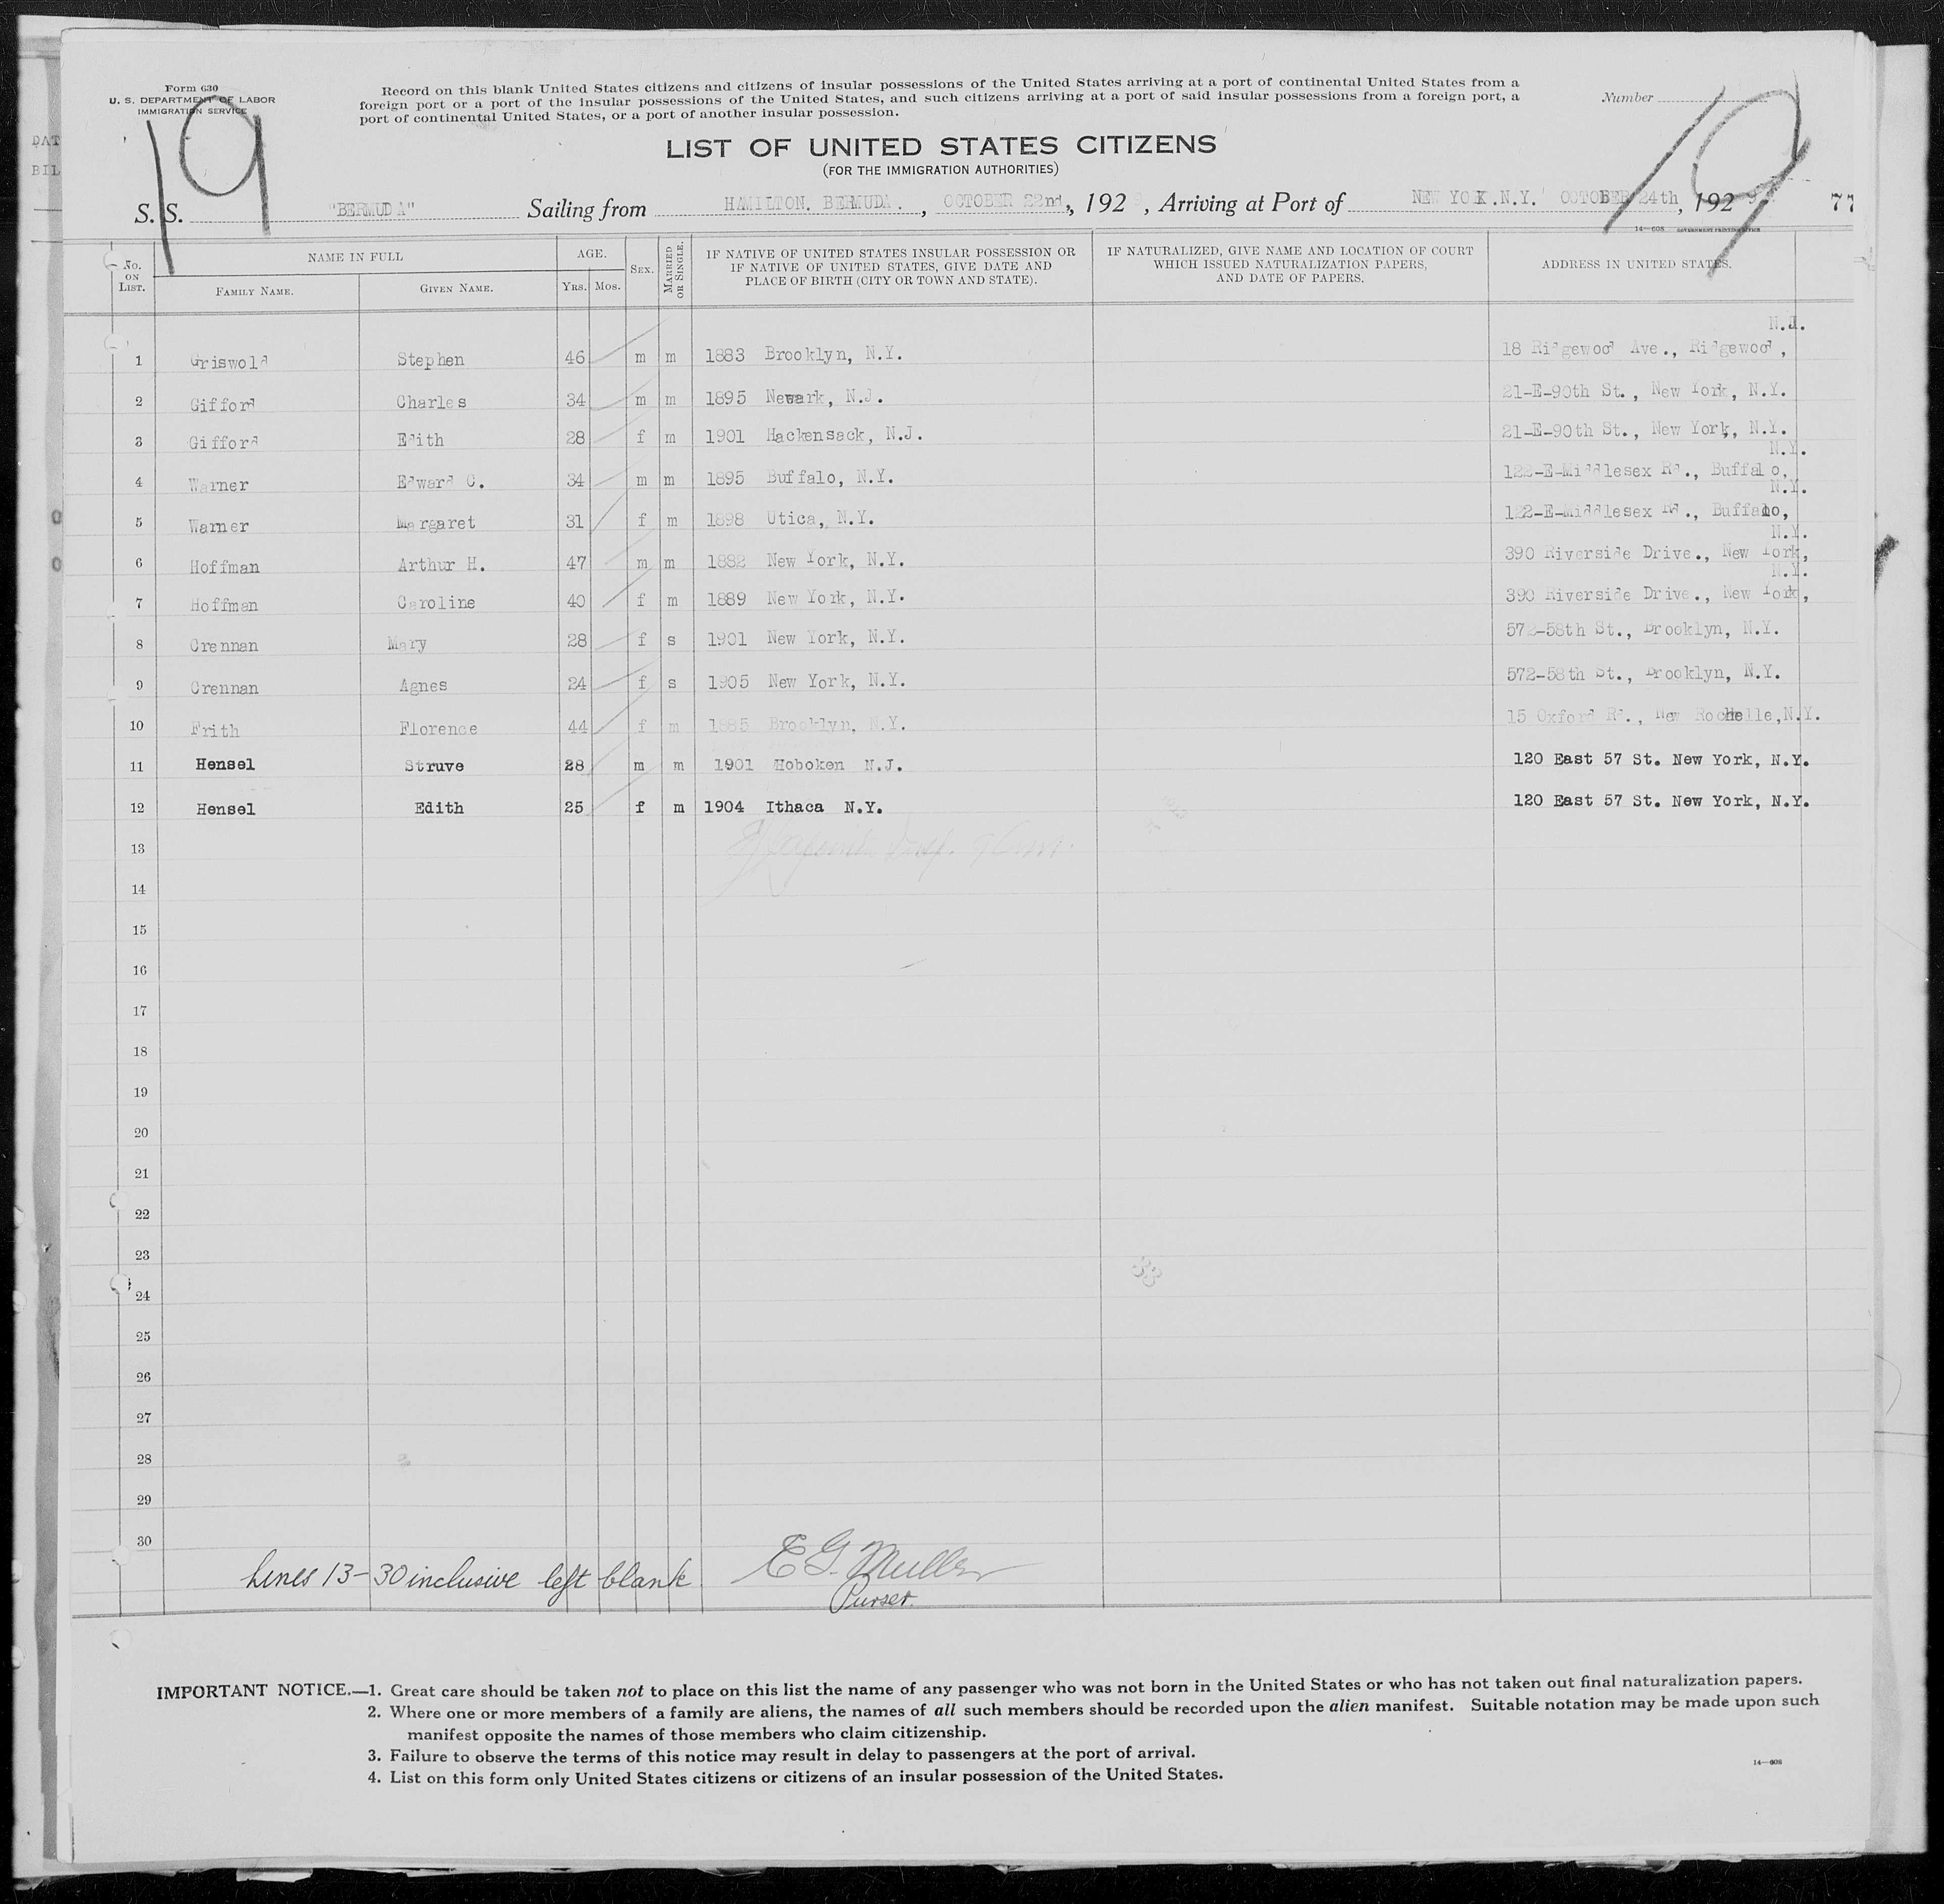 Form 630
U. S. DEPARTMENT OF LABOR
IMMIGRATION SERVICE
19
Record on this blank United States citizens and citizens of insular possessions of the United States arriving at a port of continental United States from a
foreign port or a port of the insular possessions of the United States, and such citizens arriving at a port of said insular possessions from a foreign port, a
port of continental United States, or a port of another insular possession.
Number
19
LIST OF UNITED STATES CITIZENS
(FOR THE IMMIGRATION AUTHORITIES)
DAT
BIL
S. S. "BERMUDA" Sailing from HAMILTON. BERMUDA. , OCTOBER 22nd, , 1929 , Arriving at Port of NEW YORK.N.Y. OCTOBER 24th , 1929. 77
14—608 GOVERNMENT PRINTING OFFICE
No. ON LIST. NAME IN FULL FAMILY NAME. GIVEN NAME. AGE. YRS. MOS. SEX. MARRIED OR SINGLE. IF NATIVE OF UNITED STATES INSULAR POSSESSION OR IF NATIVE OF UNITED STATES, GIVE DATE AND PLACE OF BIRTH (CITY OR TOWN AND STATE). IF NATURALIZED, GIVE NAME AND LOCATION OF COURT WHICH ISSUED NATURALIZATION PAPERS, AND DATE OF PAPERS. ADDRESS IN UNITED STATES.
1 Griswold Stephen 46 m m 1883 Brooklyn, N.Y. 18 Ridgewood Ave., Ridgewood, N.J.
2 Gifford Charles 34 m m 1895 Newark, N.J. 21-E-90th St., New York, N.Y.
3 Gifford Edith 28 f m 1901 Hackensack, N.J. 21-E-90th St., New York, N.Y.
4 Warner Edward C. 34 m m 1895 Buffalo, N.Y. 122-E-Middlesex Rd., Buffalo, N.Y.
5 Warner Margaret 31 f m 1898 Utica, N.Y. 122-E-Middlesex Rd., Buffalo, N.Y.
6 Hoffman Arthur H. 47 m m 1882 New York, N.Y. 390 Riverside Drive., New York, N.Y.
7 Hoffman Caroline 40 f m 1889 New York, N.Y. 390 Riverside Drive., New York, N.Y.
8 Crennan Mary 28 f s 1901 New York, N.Y. 572-58th St., Brooklyn, N.Y.
9 Crennan Agnes 24 f s 1905 New York, N.Y. 572-58th St., Brooklyn, N.Y.
10 Frith Florence 44 f m 1885 Brooklyn, N.Y. 15 Oxford Rd., New Rochelle,N.Y.
11 Hensel Struve 28 m m 1901 Hoboken N.J. 120 East 57 St. New York, N.Y.
12 Hensel Edith 25 f m 1904 Ithaca N.Y. 120 East 57 St. New York, N.Y.
13
14
15
16
17
18
19
20
21
22
23
24
25
26
27
28
29
30
Lines 13-30 inclusive left blank. E G. Muller
Purser.
IMPORTANT NOTICE.—1. Great care should be taken not to place on this list the name of any passenger who was not born in the United States or who has not taken out final naturalization papers.
2. Where one or more members of a family are aliens, the names of all such members should be recorded upon the alien manifest. Suitable notation may be made upon such
manifest opposite the names of those members who claim citizenship.
3. Failure to observe the terms of this notice may result in delay to passengers at the port of arrival.
4. List on this form only United States citizens or citizens of an insular possession of the United States.
14—608